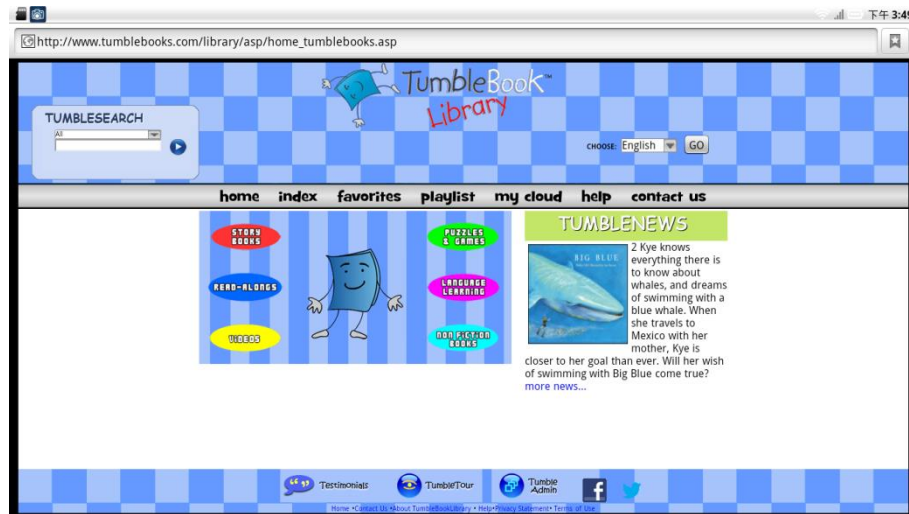 下午 3:49
http://www.tumblebooks.com/library/asp/home_tumblebooks.asp
TumbleBook™
Library
TUMBLESEARCH
All
CHOOSE: English GO
home index favorites playlist my cloud help contact us
STORY
BOOKS
PUZZLES
& GAMES
READ-ALONGS
LANGUAGE
LEARNING
VIDEOS
NON FICTION
BOOKS
TUMBLENEWS
BIG BLUE
2 Kye knows
everything there is
to know about
whales, and dreams
of swimming with a
blue whale. When
she travels to
Mexico with her
mother, Kye is
closer to her goal than ever. Will her wish
of swimming with Big Blue come true?
more news...
Testimonials
TumbleTour
Tumble
Admin
Home •Contact Us •About TumbleBookLibrary • Help•Privacy Statement• Terms of Use